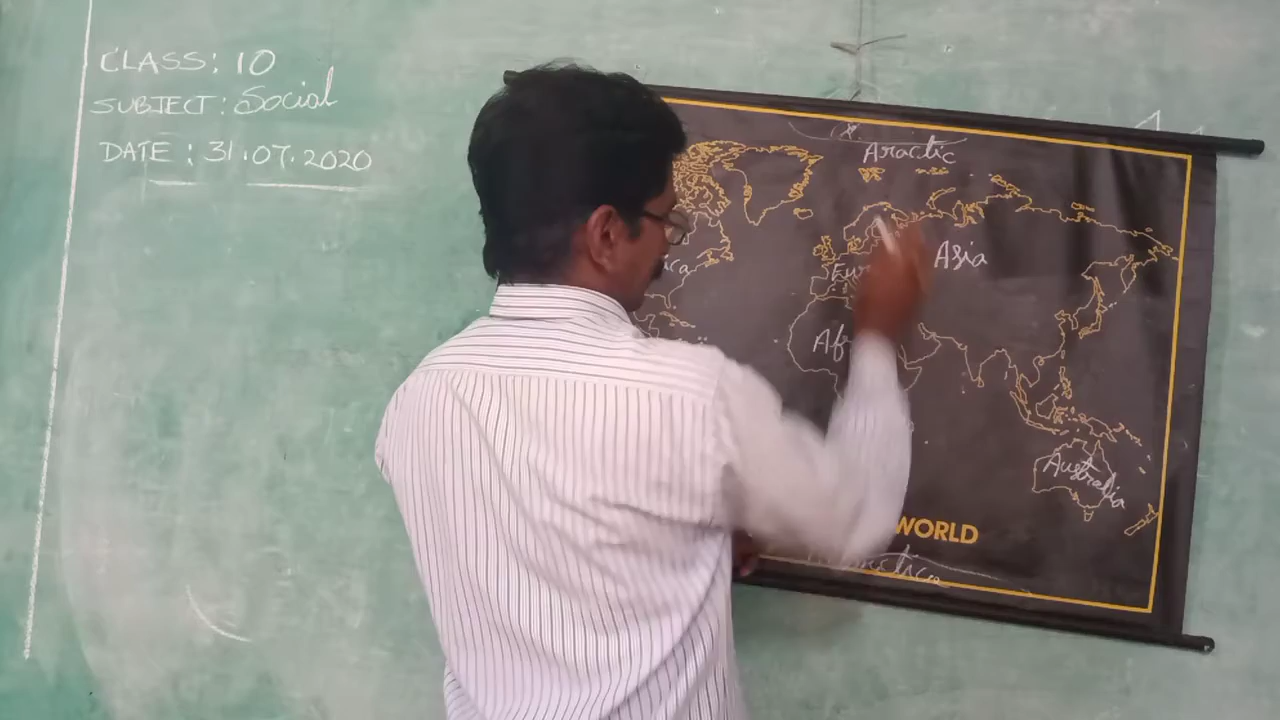 CLASS: 10
SUBJECT: Social
DATE: 31.07.2020
Aractic
Asia
Australia
WORLD